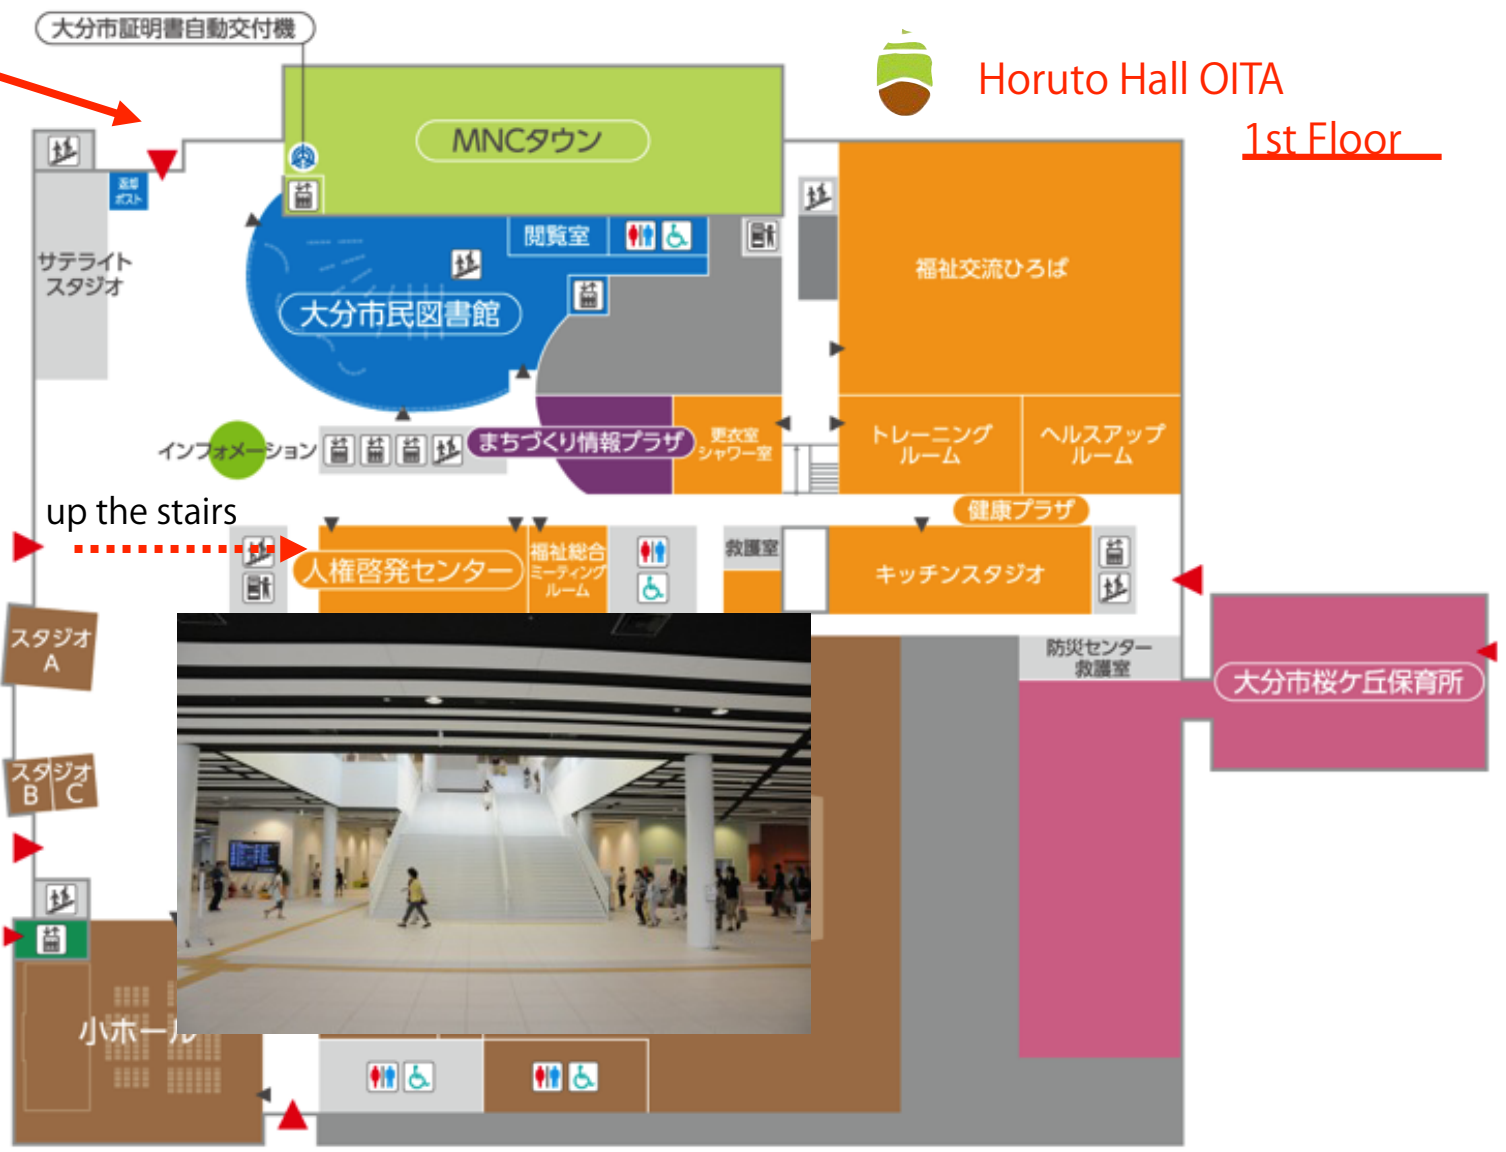 大分市証明書自動交付機
Horuto Hall OITA
1st Floor
MNCタウン
返却
ポスト
サテライト
スタジオ
閲覧室
大分市民図書館
福祉交流ひろば
インフォメーション
まちづくり情報プラザ
更衣室
シャワー室
トレーニング
ルーム
ヘルスアップ
ルーム
健康プラザ
up the stairs
人権啓発センター
福祉総合
ミーティング
ルーム
救護室
キッチンスタジオ
スタジオ
A
防災センター
救護室
大分市桜ケ丘保育所
スタジオ
B C
小ホール